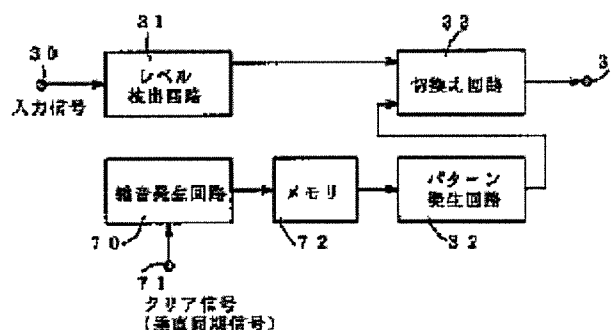 31
33
30
レベル
検出回路
切換え回路
3
入力信号
雑音発生回路
メモリ
パターン
発生回路
70
72
32
71
クリア信号
(垂直同期信号)